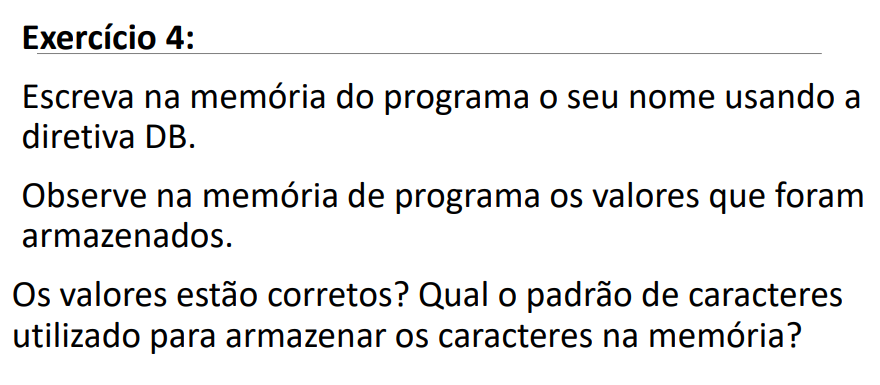 Exercício 4:
Escreva na memória do programa o seu nome usando a
diretiva DB.
Observe na memória de programa os valores que foram
armazenados.
Os valores estão corretos? Qual o padrão de caracteres
utilizado para armazenar os caracteres na memória?